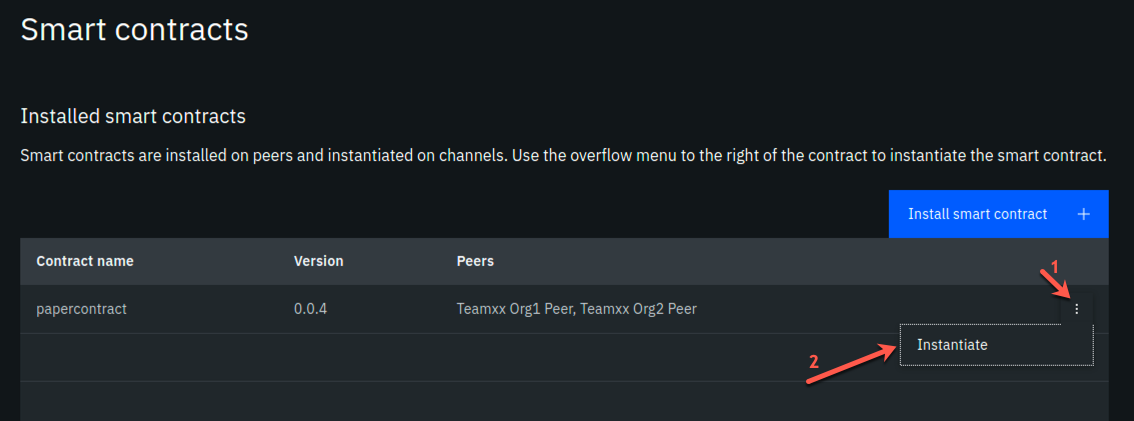 Smart contracts
Installed smart contracts
Smart contracts are installed on peers and instantiated on channels. Use the overflow menu to the right of the contract to instantiate the smart contract.
Install smart contract +
Contract name Version Peers
1
papercontract 0.0.4 Teamxx Org1 Peer, Teamxx Org2 Peer
Instantiate
2